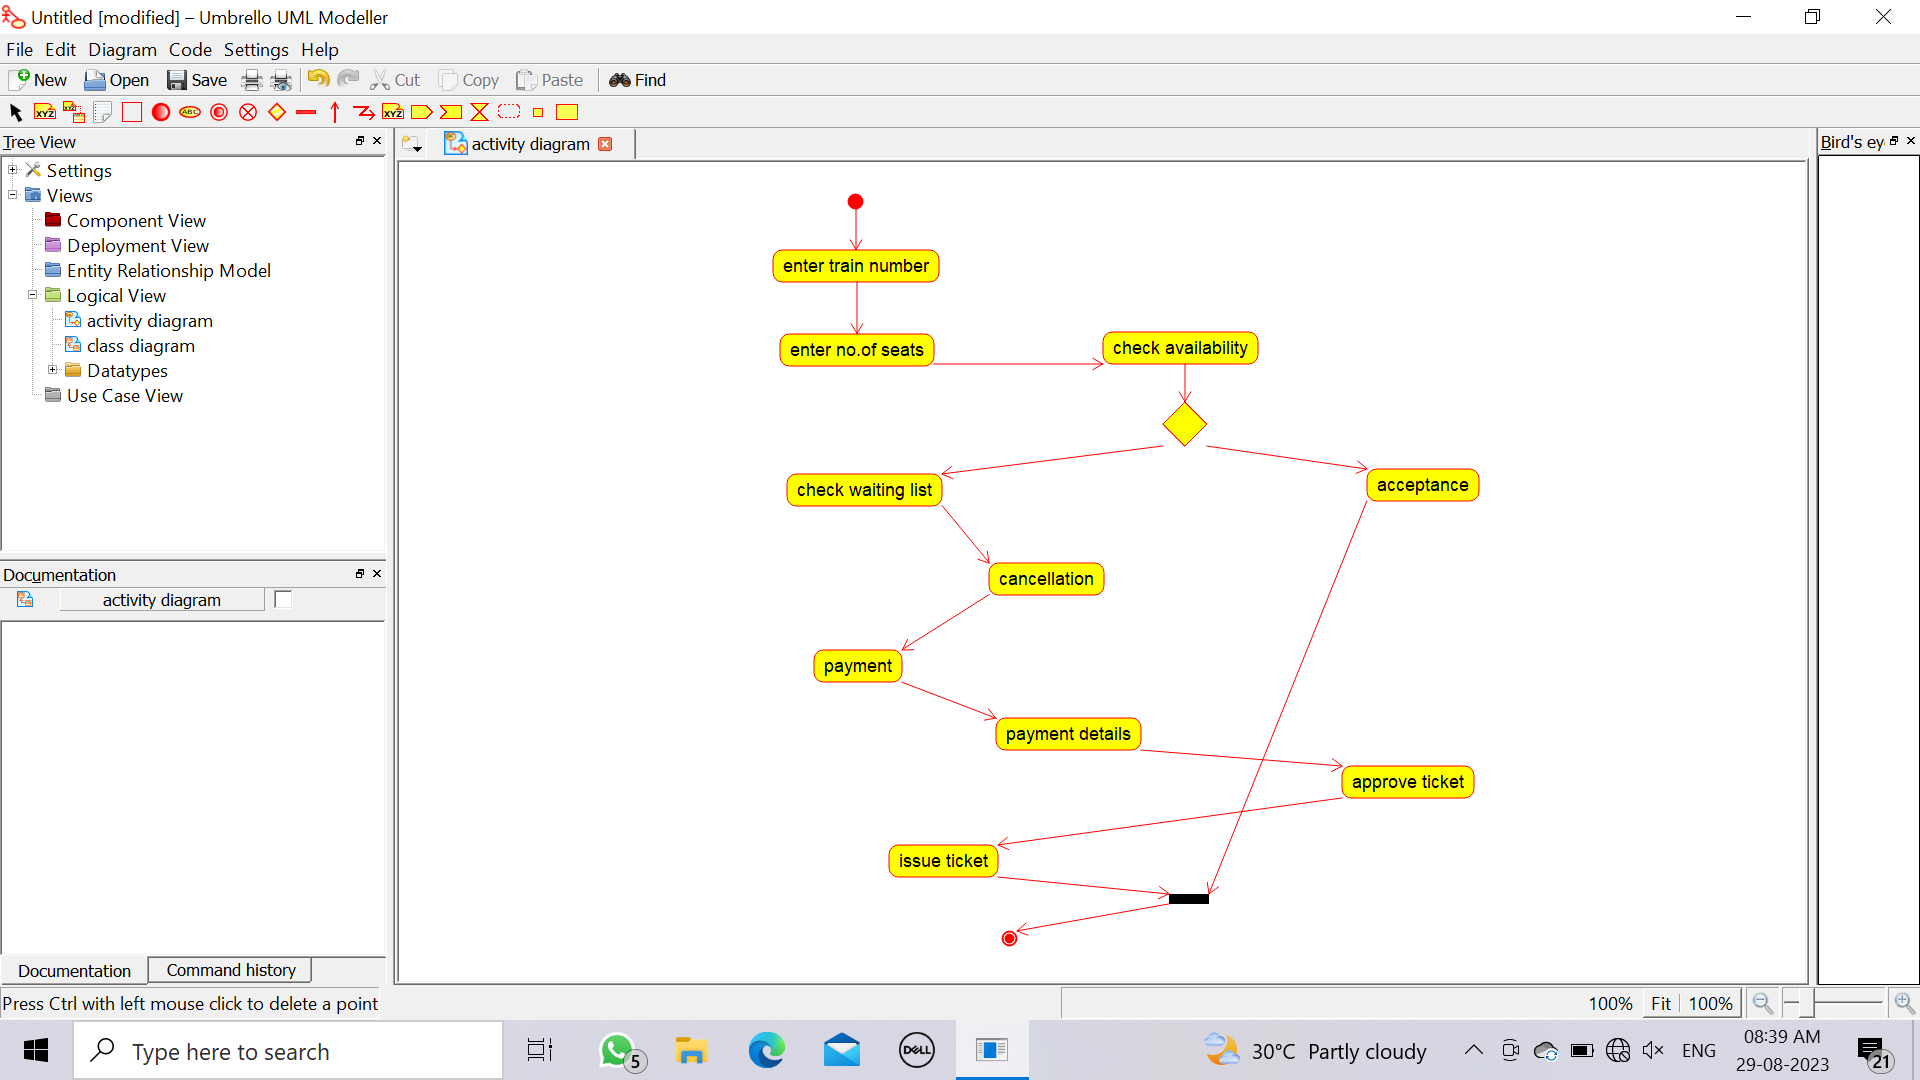 Untitled [modified] – Umbrello UML Modeller
File Edit Diagram Code Settings Help
New Open Save Cut Copy Paste Find
XYZ XYZ ABC XYZ
Tree View
activity diagram
Bird's ey
Settings
Views
Component View
Deployment View
Entity Relationship Model
Logical View
activity diagram
class diagram
Datatypes
Use Case View
enter train number
enter no.of seats
check availability
check waiting list
acceptance
cancellation
payment
payment details
approve ticket
issue ticket
Documentation
activity diagram
Documentation Command history
Press Ctrl with left mouse click to delete a point
100% Fit 100%
Type here to search
5
DELL
30°C Partly cloudy
ENG
08:39 AM
29-08-2023
21